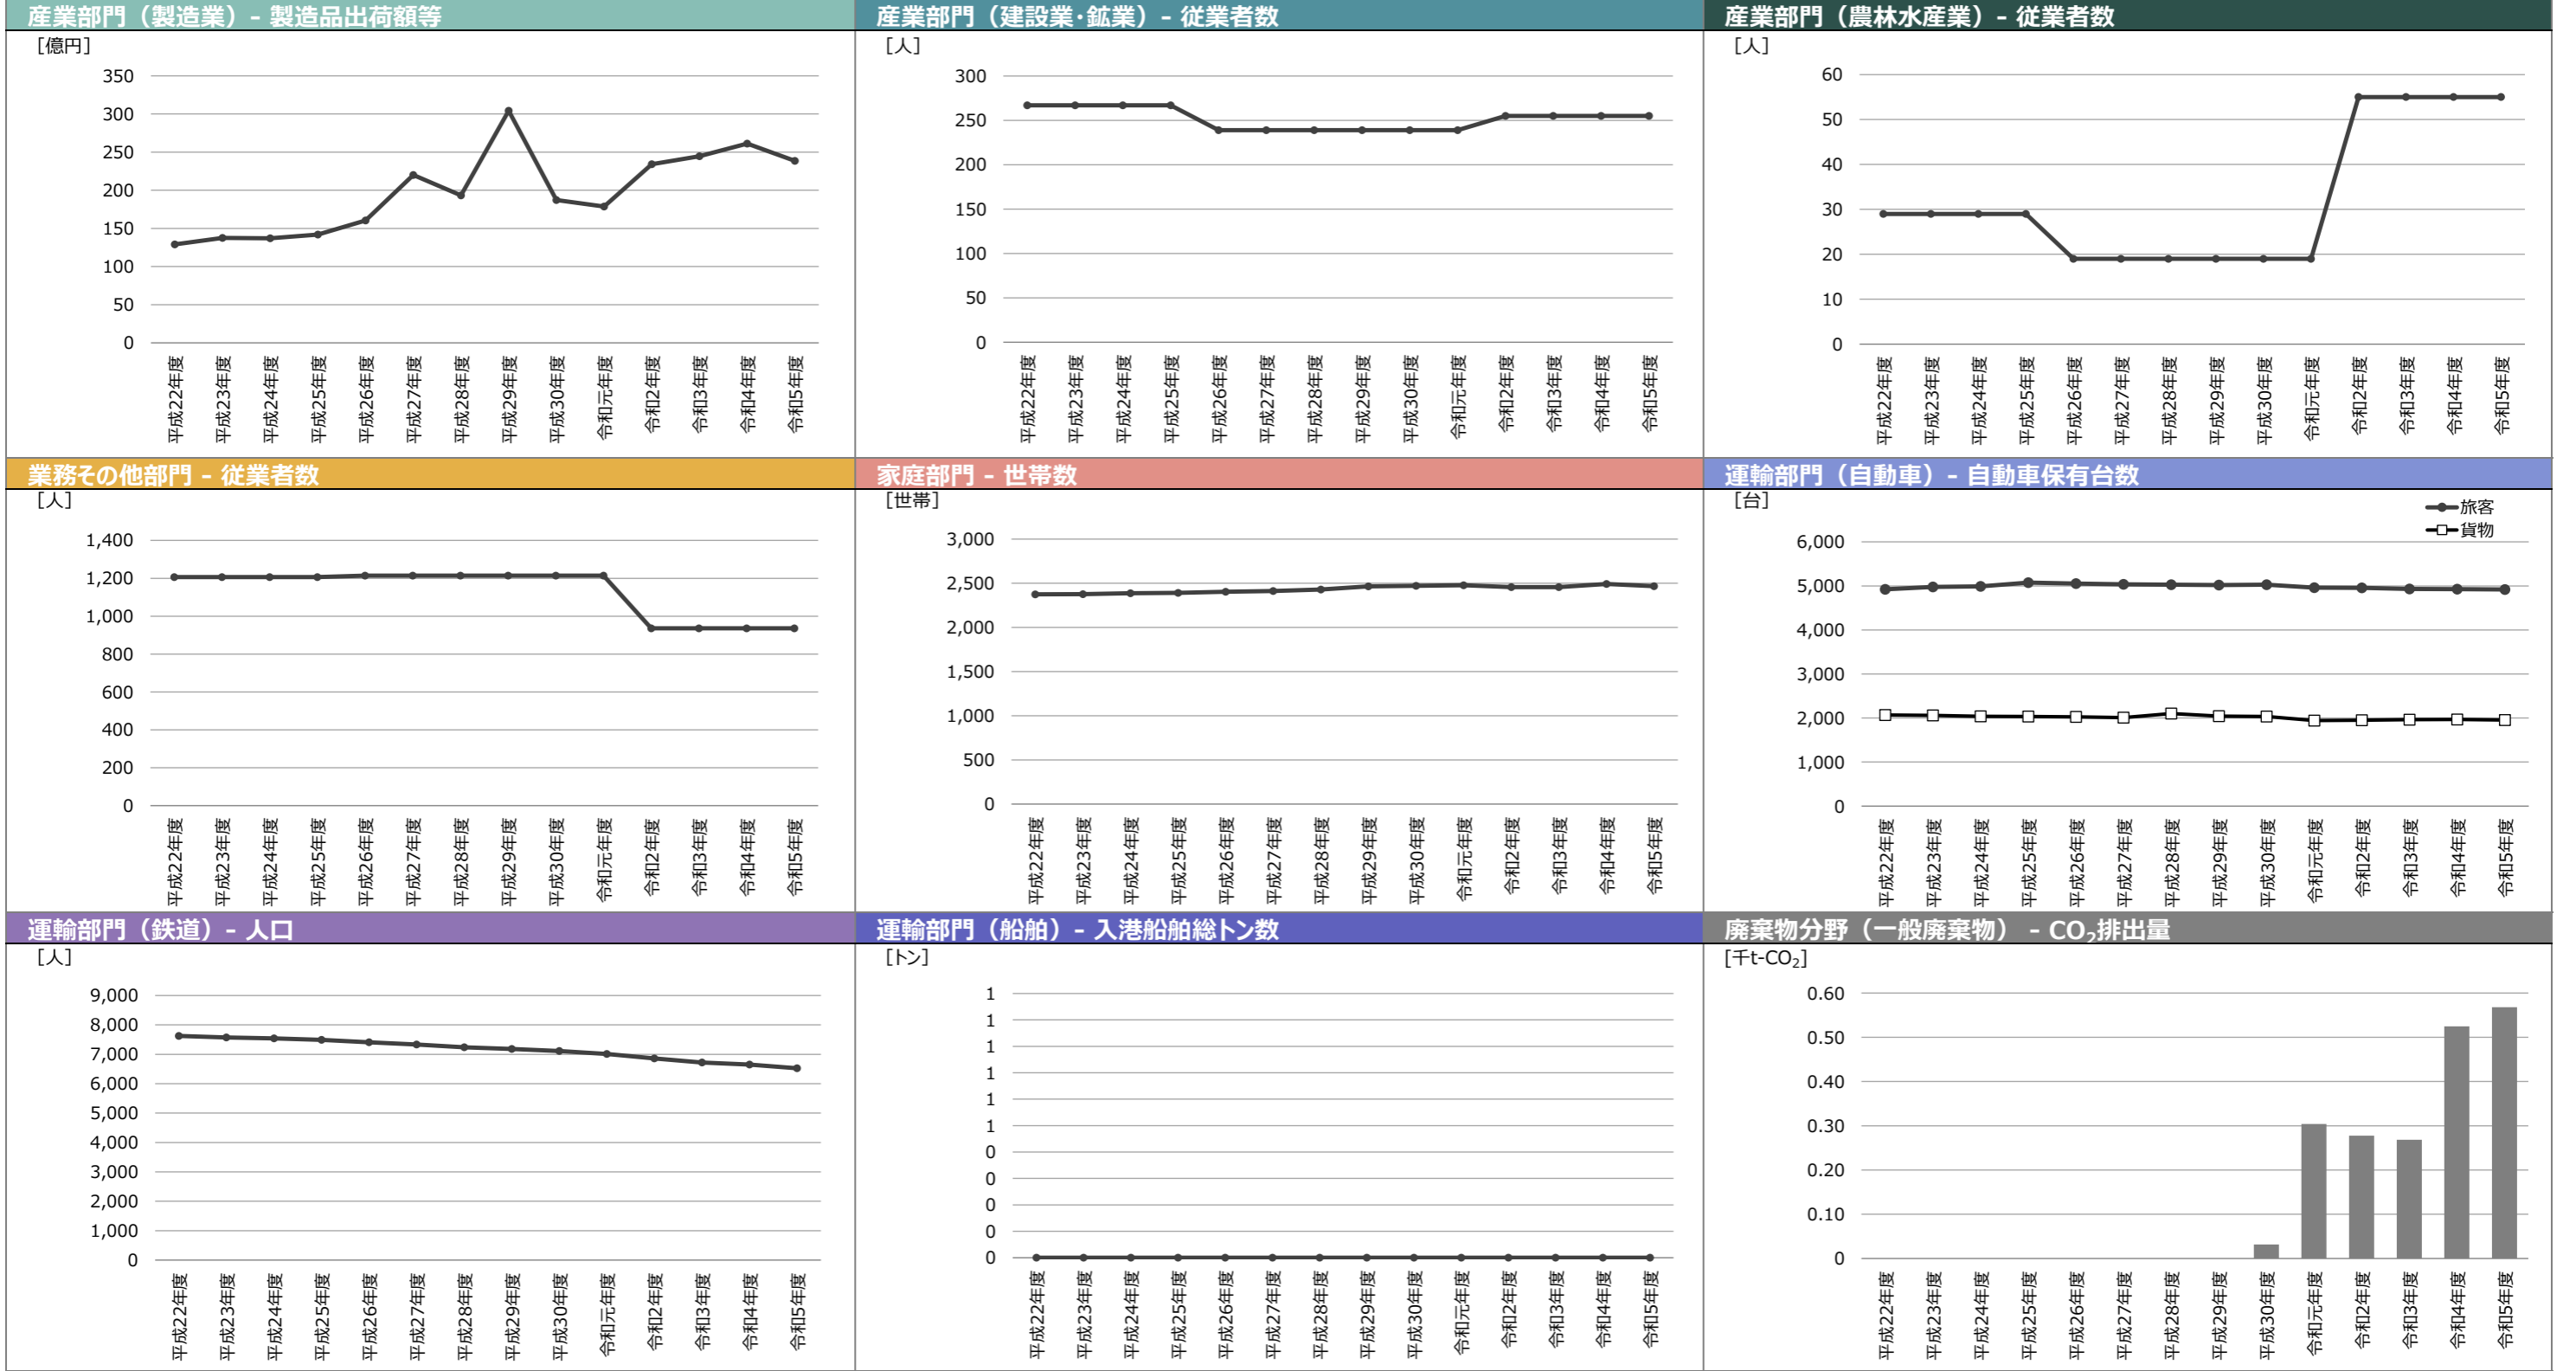 産業部門（製造業）- 製造品出荷額等
[億円]
350
300
250
200
150
100
50
0
平成22年度
平成23年度
平成24年度
平成25年度
平成26年度
平成27年度
平成28年度
平成29年度
平成30年度
令和元年度
令和2年度
令和3年度
令和4年度
令和5年度
産業部門（建設業･鉱業）- 従業者数
[人]
300
250
200
150
100
50
0
平成22年度
平成23年度
平成24年度
平成25年度
平成26年度
平成27年度
平成28年度
平成29年度
平成30年度
令和元年度
令和2年度
令和3年度
令和4年度
令和5年度
産業部門（農林水産業）- 従業者数
[人]
60
50
40
30
20
10
0
平成22年度
平成23年度
平成24年度
平成25年度
平成26年度
平成27年度
平成28年度
平成29年度
平成30年度
令和元年度
令和2年度
令和3年度
令和4年度
令和5年度
業務その他部門 - 従業者数
[人]
1,400
1,200
1,000
800
600
400
200
0
平成22年度
平成23年度
平成24年度
平成25年度
平成26年度
平成27年度
平成28年度
平成29年度
平成30年度
令和元年度
令和2年度
令和3年度
令和4年度
令和5年度
家庭部門 - 世帯数
[世帯]
3,000
2,500
2,000
1,500
1,000
500
0
平成22年度
平成23年度
平成24年度
平成25年度
平成26年度
平成27年度
平成28年度
平成29年度
平成30年度
令和元年度
令和2年度
令和3年度
令和4年度
令和5年度
運輸部門（自動車）- 自動車保有台数
[台]
旅客
貨物
6,000
5,000
4,000
3,000
2,000
1,000
0
平成22年度
平成23年度
平成24年度
平成25年度
平成26年度
平成27年度
平成28年度
平成29年度
平成30年度
令和元年度
令和2年度
令和3年度
令和4年度
令和5年度
運輸部門（鉄道）- 人口
[人]
9,000
8,000
7,000
6,000
5,000
4,000
3,000
2,000
1,000
0
平成22年度
平成23年度
平成24年度
平成25年度
平成26年度
平成27年度
平成28年度
平成29年度
平成30年度
令和元年度
令和2年度
令和3年度
令和4年度
令和5年度
運輸部門（船舶）- 入港船舶総トン数
[トン]
1
1
1
1
1
1
0
0
0
0
0
平成22年度
平成23年度
平成24年度
平成25年度
平成26年度
平成27年度
平成28年度
平成29年度
平成30年度
令和元年度
令和2年度
令和3年度
令和4年度
令和5年度
廃棄物分野（一般廃棄物） - CO₂排出量
[千t-CO₂]
0.60
0.50
0.40
0.30
0.20
0.10
0
平成22年度
平成23年度
平成24年度
平成25年度
平成26年度
平成27年度
平成28年度
平成29年度
平成30年度
令和元年度
令和2年度
令和3年度
令和4年度
令和5年度